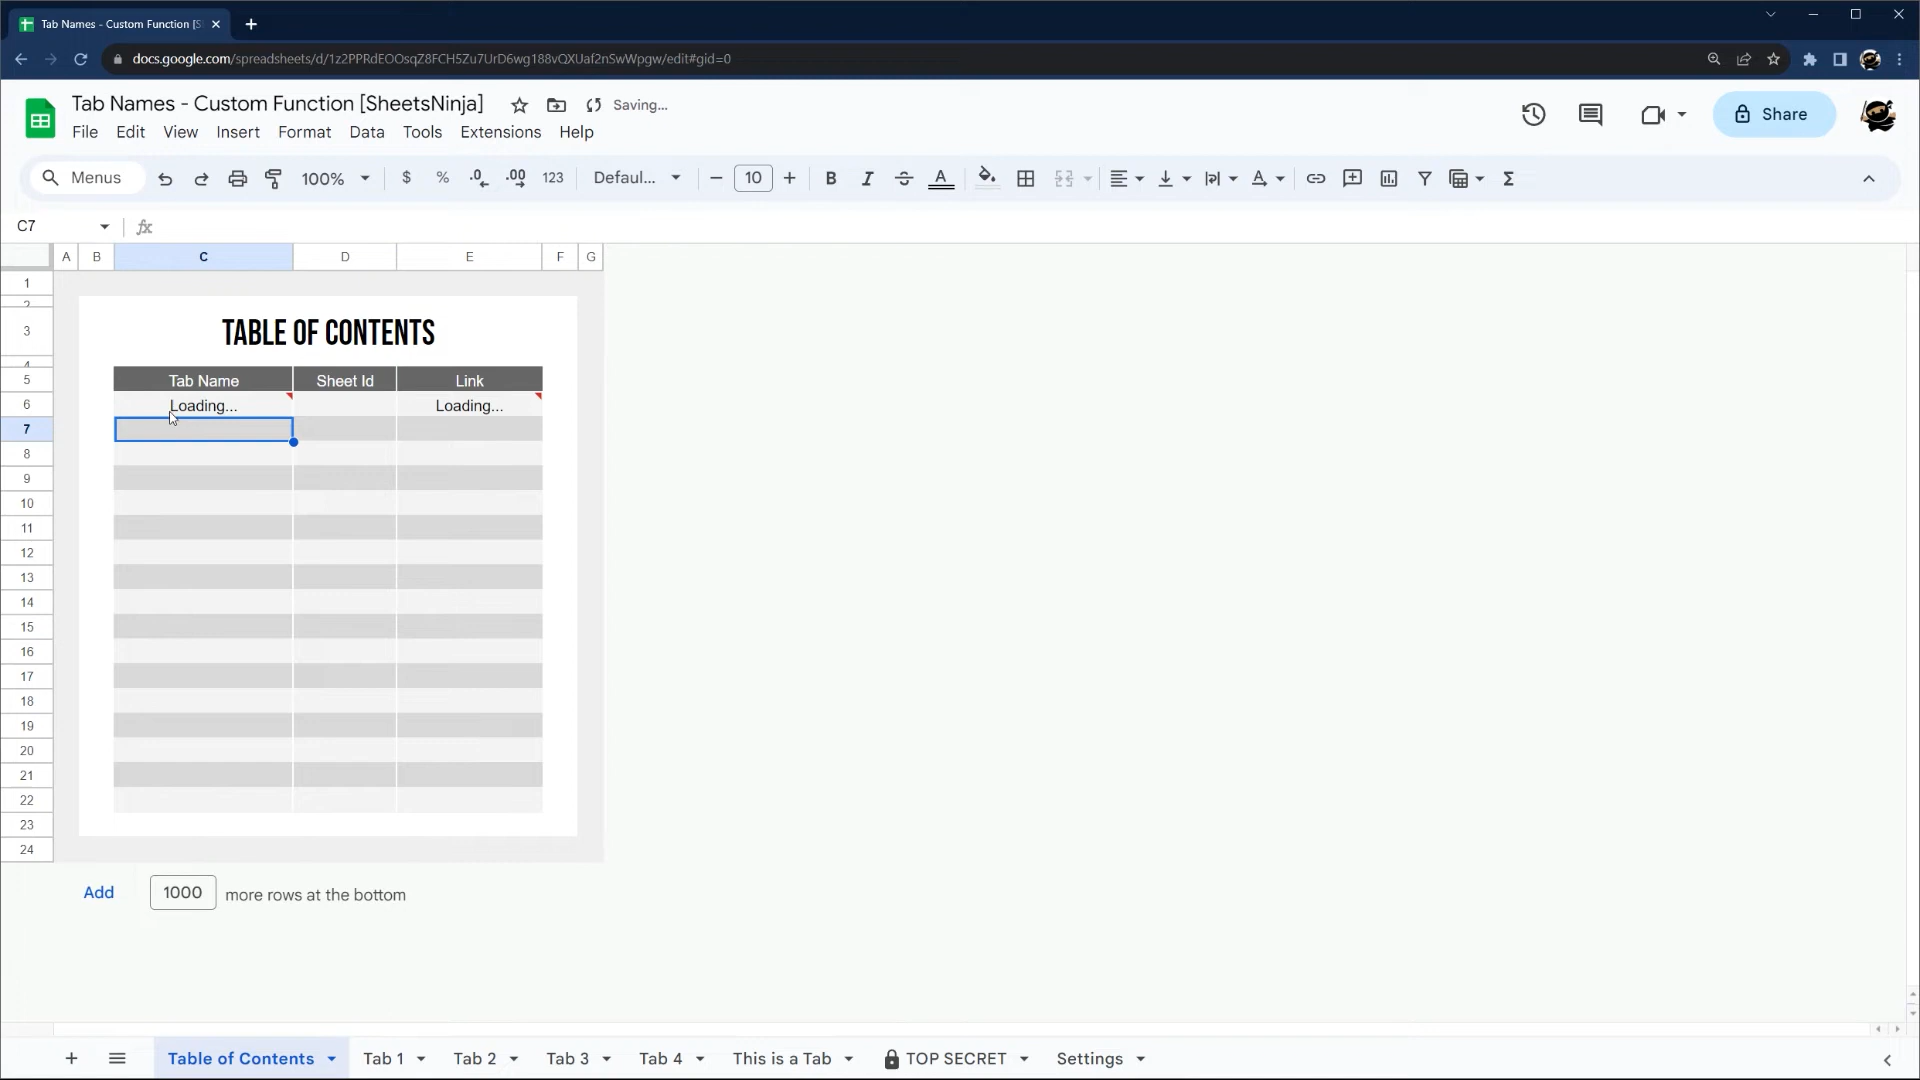 Tab Names - Custom Function [S
docs.google.com/spreadsheets/d/1z2PPRdEOOsqZ8FCH5Zu7UrD6wg188vQXUaf2nSwWpgw/edit#gid=0
Tab Names - Custom Function [SheetsNinja]
Saving...
File Edit View Insert Format Data Tools Extensions Help
Share
Menus
100%
$ % .0 .00 123
Defaul...
10
B I S A
C7
fx
A B C D E F G
1
2
3
TABLE OF CONTENTS
4
5 Tab Name Sheet Id Link
6 Loading... Loading...
7
8
9
10
11
12
13
14
15
16
17
18
19
20
21
22
23
24
Add 1000 more rows at the bottom
Table of Contents Tab 1 Tab 2 Tab 3 Tab 4 This is a Tab TOP SECRET Settings